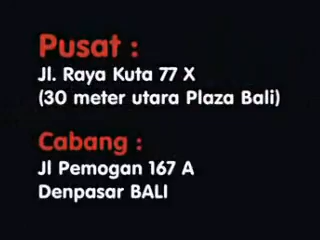 Pusat :
Jl. Raya Kuta 77 X
(30 meter utara Plaza Bali)
Cabang :
Jl Pemogan 167 A
Denpasar BALI